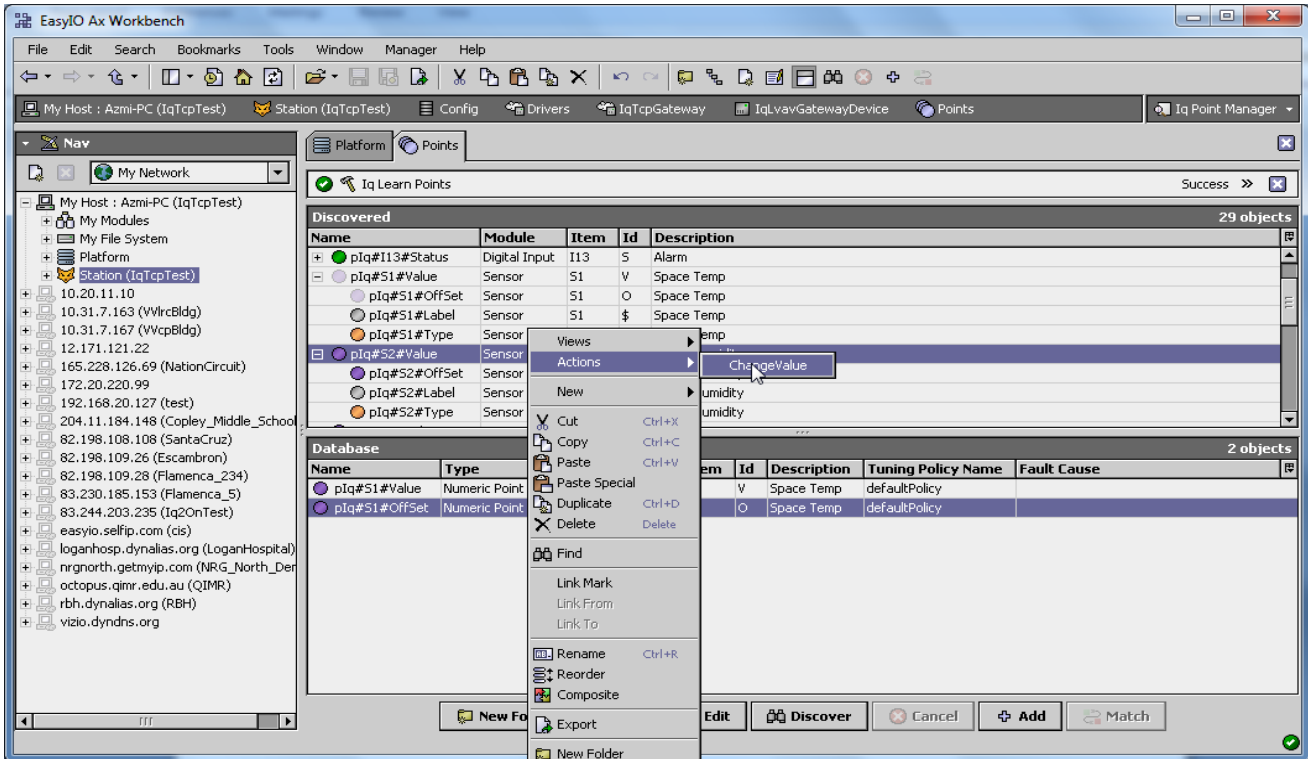 EasyIO Ax Workbench
File Edit Search Bookmarks Tools Window Manager Help
My Host : Azmi-PC (IqTcpTest) Station (IqTcpTest) Config Drivers IqTcpGateway IqLvavGatewayDevice Points Iq Point Manager
Nav
My Network
My Host : Azmi-PC (IqTcpTest)
My Modules
My File System
Platform
Station (IqTcpTest)
10.20.11.10
10.31.7.163 (WlrcBldg)
10.31.7.167 (WcpBldg)
12.171.121.22
165.228.126.69 (NationCircuit)
172.20.220.99
192.168.20.127 (test)
204.11.184.148 (Copley_Middle_School
82.198.108.108 (SantaCruz)
82.198.109.26 (Escambron)
82.198.109.28 (Flamenca_234)
83.230.185.153 (Flamenca_5)
83.244.203.235 (Iq2OnTest)
easyio.selfip.com (cis)
loganhosp.dynalias.org (LoganHospital)
nrgnorth.getmyip.com (NRG_North_Der
octopus.qimr.edu.au (QIMR)
rbh.dynalias.org (RBH)
vizio.dyndns.org
Platform Points
Iq Learn Points Success »
Discovered 29 objects
Name Module Item Id Description
pIq#I13#Status Digital Input I13 S Alarm
pIq#S1#Value Sensor S1 V Space Temp
pIq#S1#OffSet Sensor S1 O Space Temp
pIq#S1#Label Sensor S1 $ Space Temp
pIq#S1#Type Sensor emp
pIq#S2#Value Sensor
pIq#S2#OffSet Sensor
pIq#S2#Label Sensor umidity
pIq#S2#Type Sensor umidity
Views
Actions
ChangeValue
New
Cut Ctrl+X
Copy Ctrl+C
Paste Ctrl+V
Paste Special
Duplicate Ctrl+D
Delete Delete
Find
Link Mark
Link From
Link To
Rename Ctrl+R
Reorder
Composite
Export
New Folder
Database 2 objects
Name Type em Id Description Tuning Policy Name Fault Cause
pIq#S1#Value Numeric Point V Space Temp defaultPolicy
pIq#S1#OffSet Numeric Point O Space Temp defaultPolicy
New Fo Edit Discover Cancel Add Match